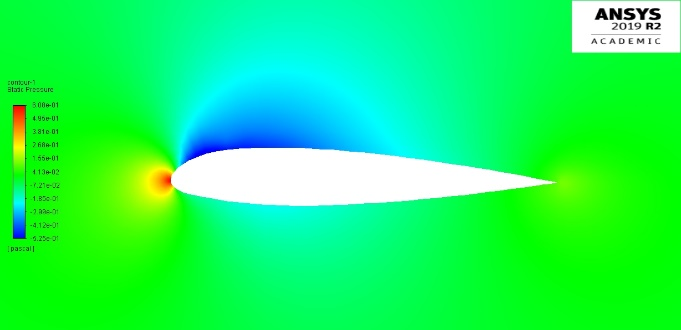 ANSYS
2019 R2
ACADEMIC
contour-1
Static Pressure
6.08e-01
4.95e-01
3.81e-01
2.68e-01
1.55e-01
4.13e-02
-7.21e-02
-1.85e-01
-2.98e-01
-4.12e-01
-5.25e-01
[pascal]